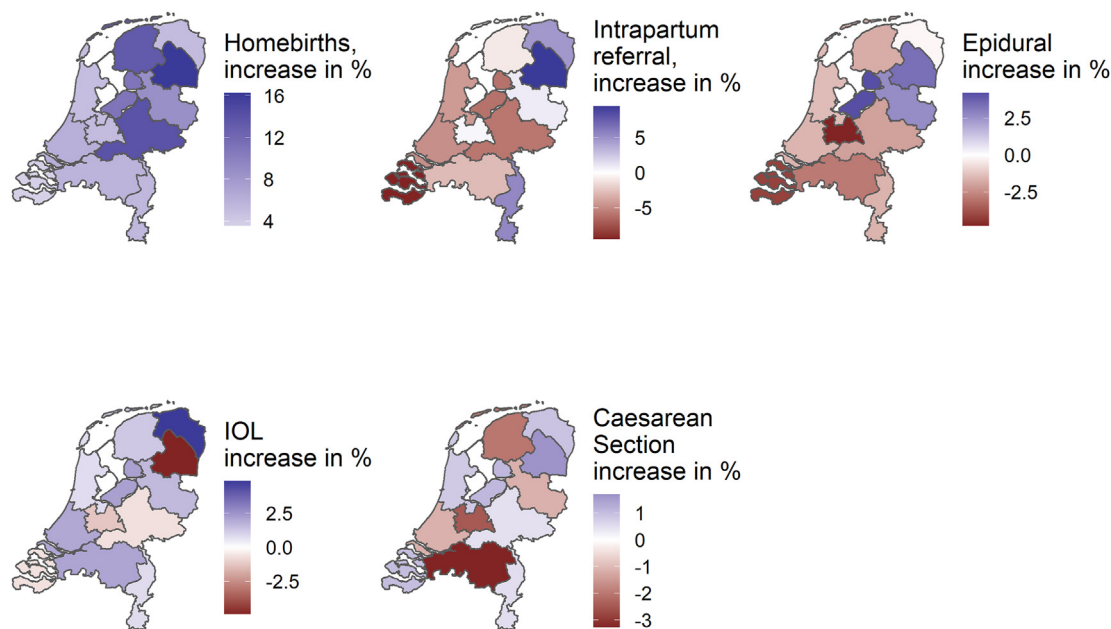 Homebirths,
increase in %
16
12
8
4
Intrapartum
referral,
increase in %
5
0
-5
Epidural
increase in %
2.5
0.0
-2.5
IOL
increase in %
2.5
0.0
-2.5
Caesarean
Section
increase in %
1
0
-1
-2
-3